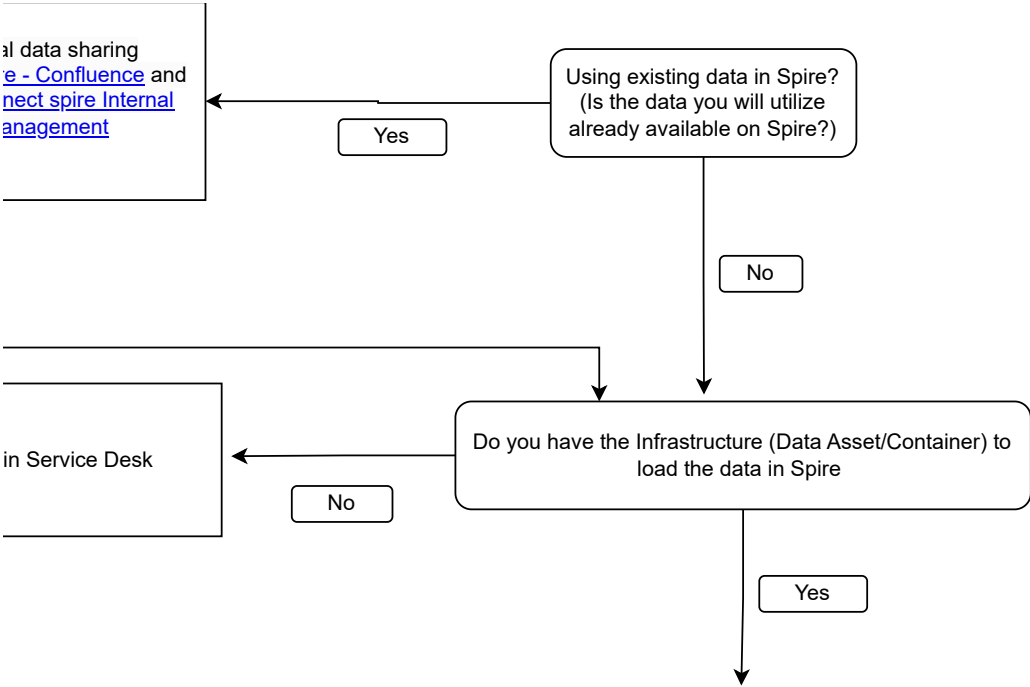 al data sharing
re - Confluence and
nnect spire Internal
anagement
Using existing data in Spire?
(Is the data you will utilize
already available on Spire?)
Yes
No
Do you have the Infrastructure (Data Asset/Container) to
load the data in Spire
in Service Desk
No
Yes